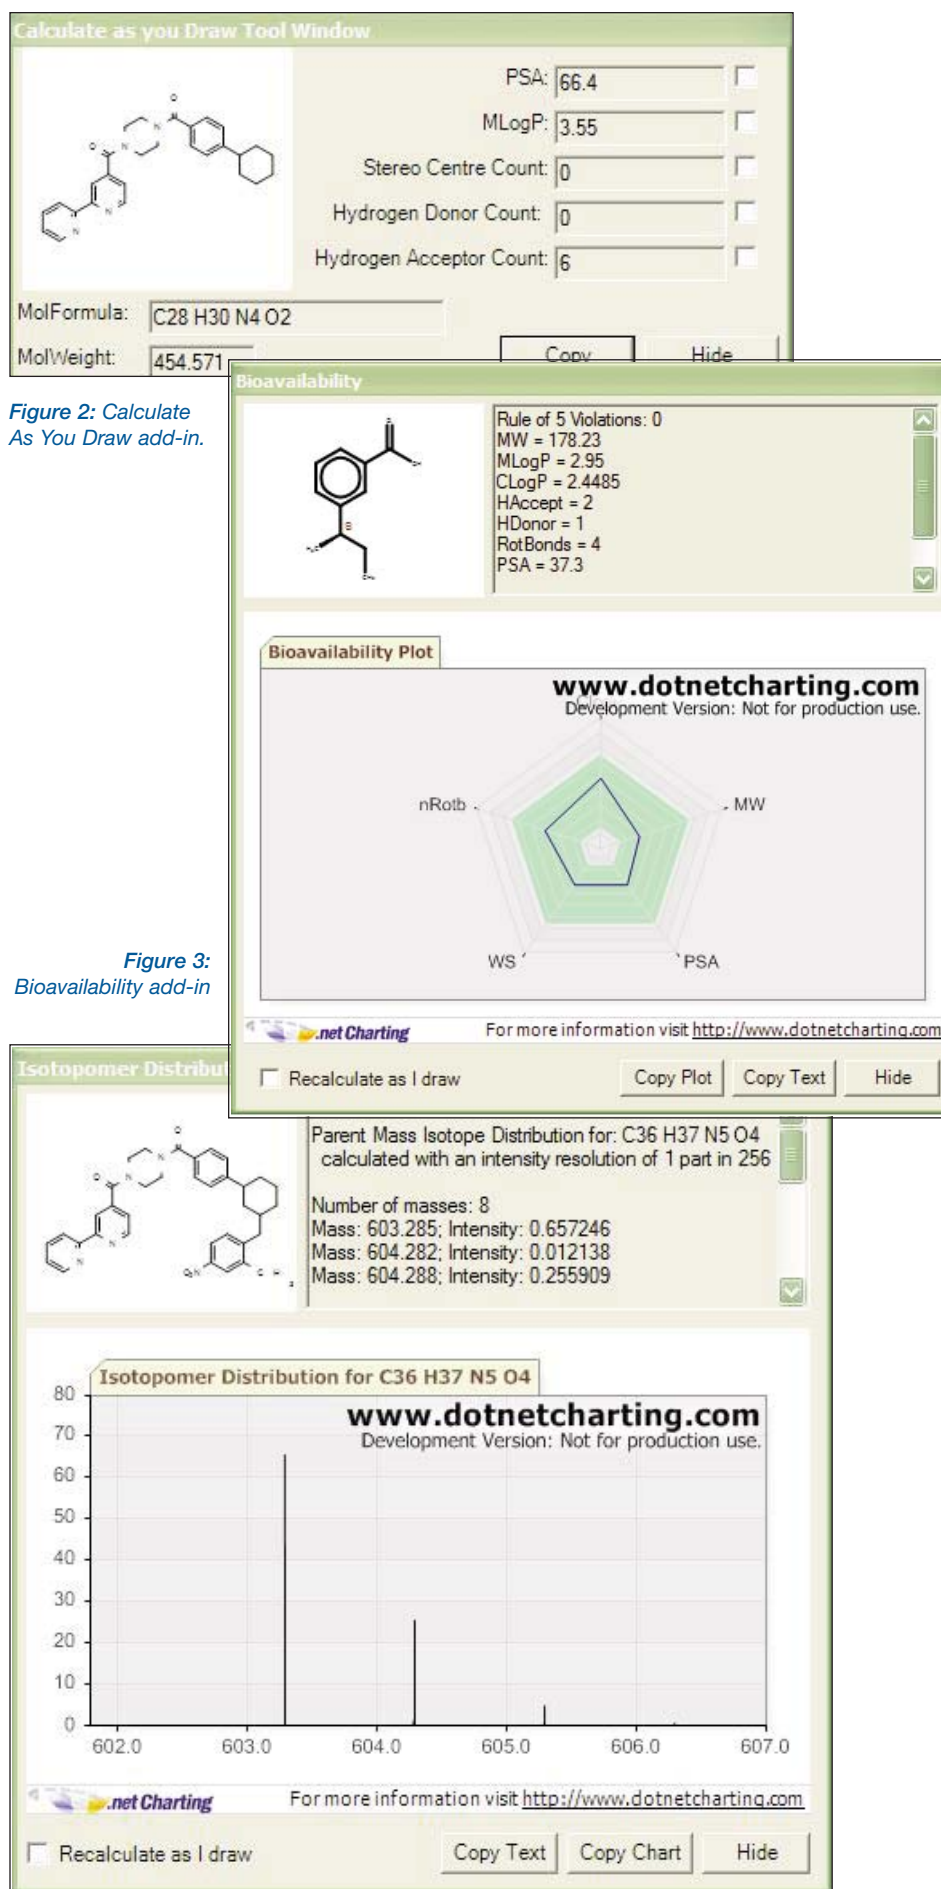 Calculate as you Draw Tool Window
PSA: 66.4
MLogP: 3.55
Stereo Centre Count: 0
Hydrogen Donor Count: 0
Hydrogen Acceptor Count: 6
MolFormula: C28 H30 N4 O2
MolWeight: 454.571
Copy Hide
Figure 2: Calculate
As You Draw add-in.
Bioavailability
Rule of 5 Violations: 0
MW = 178.23
MLogP = 2.95
CLogP = 2.4485
HAccept = 2
HDonor = 1
RotBonds = 4
PSA = 37.3
Bioavailability Plot
www.dotnetcharting.com
Development Version: Not for production use.
nRotb
MW
WS
PSA
Figure 3:
Bioavailability add-in
.net Charting For more information visit http://www.dotnetcharting.com
Recalculate as I draw Copy Plot Copy Text Hide
Isotopomer Distribut
Parent Mass Isotope Distribution for: C36 H37 N5 O4
calculated with an intensity resolution of 1 part in 256
Number of masses: 8
Mass: 603.285; Intensity: 0.657246
Mass: 604.282; Intensity: 0.012138
Mass: 604.288; Intensity: 0.255909
Isotopomer Distribution for C36 H37 N5 O4
www.dotnetcharting.com
Development Version: Not for production use.
80
70
60
50
40
30
20
10
0
602.0 603.0 604.0 605.0 606.0 607.0
.net Charting For more information visit http://www.dotnetcharting.com
Recalculate as I draw Copy Text Copy Chart Hide